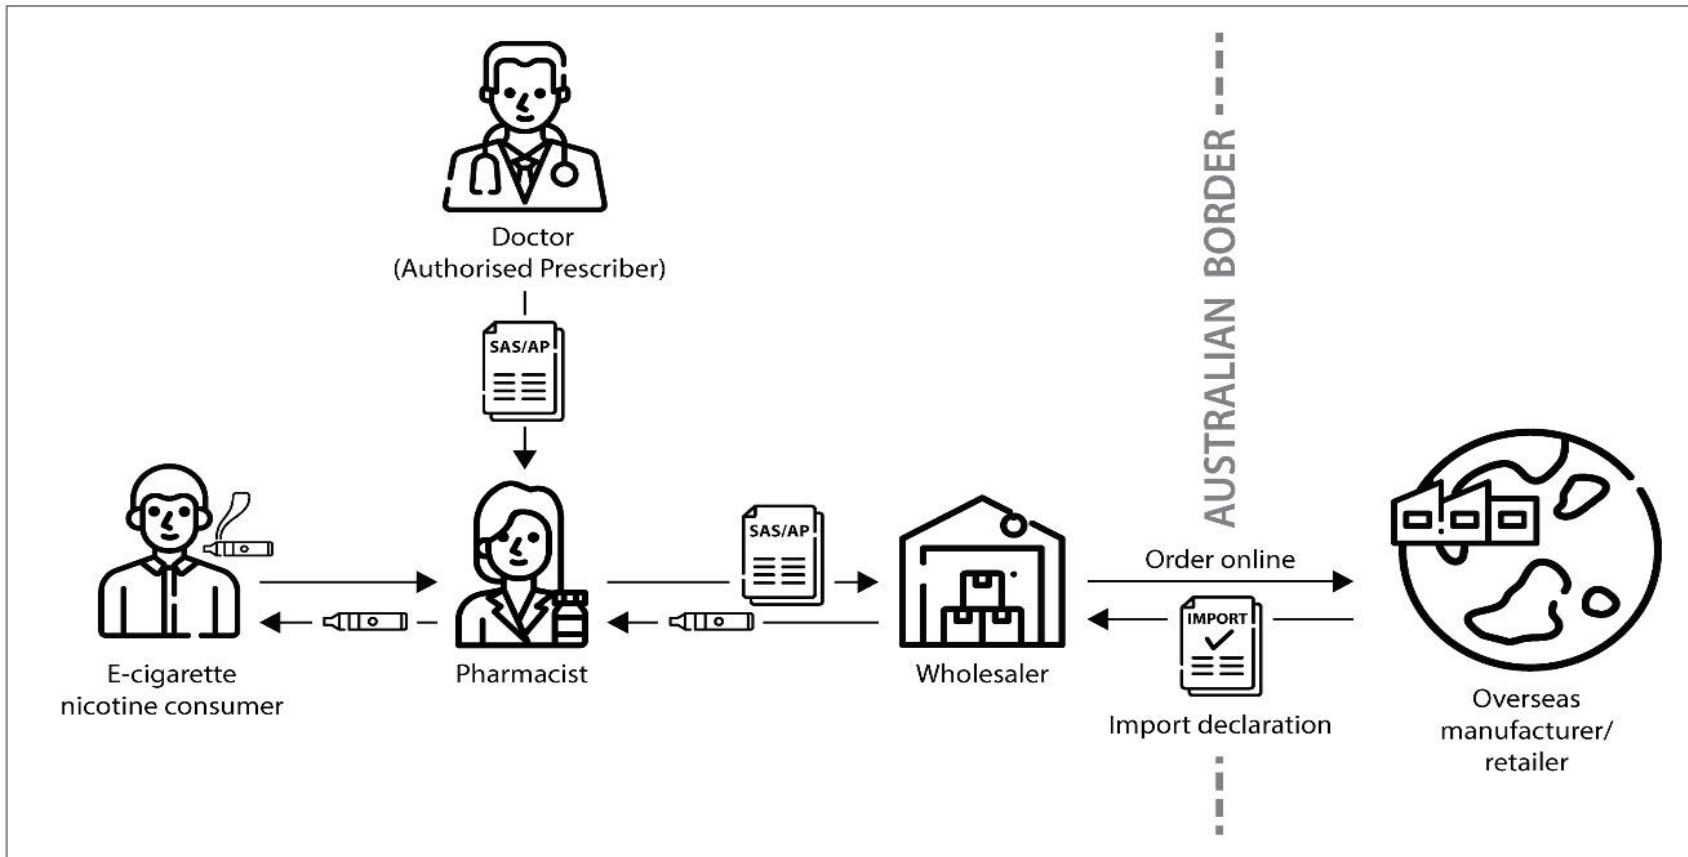 Doctor
(Authorised Prescriber)
SAS/AP
AUSTRALIAN BORDER
SAS/AP
Order online
IMPORT
Import declaration
E-cigarette
nicotine consumer
Pharmacist
Wholesaler
Overseas
manufacturer/
retailer